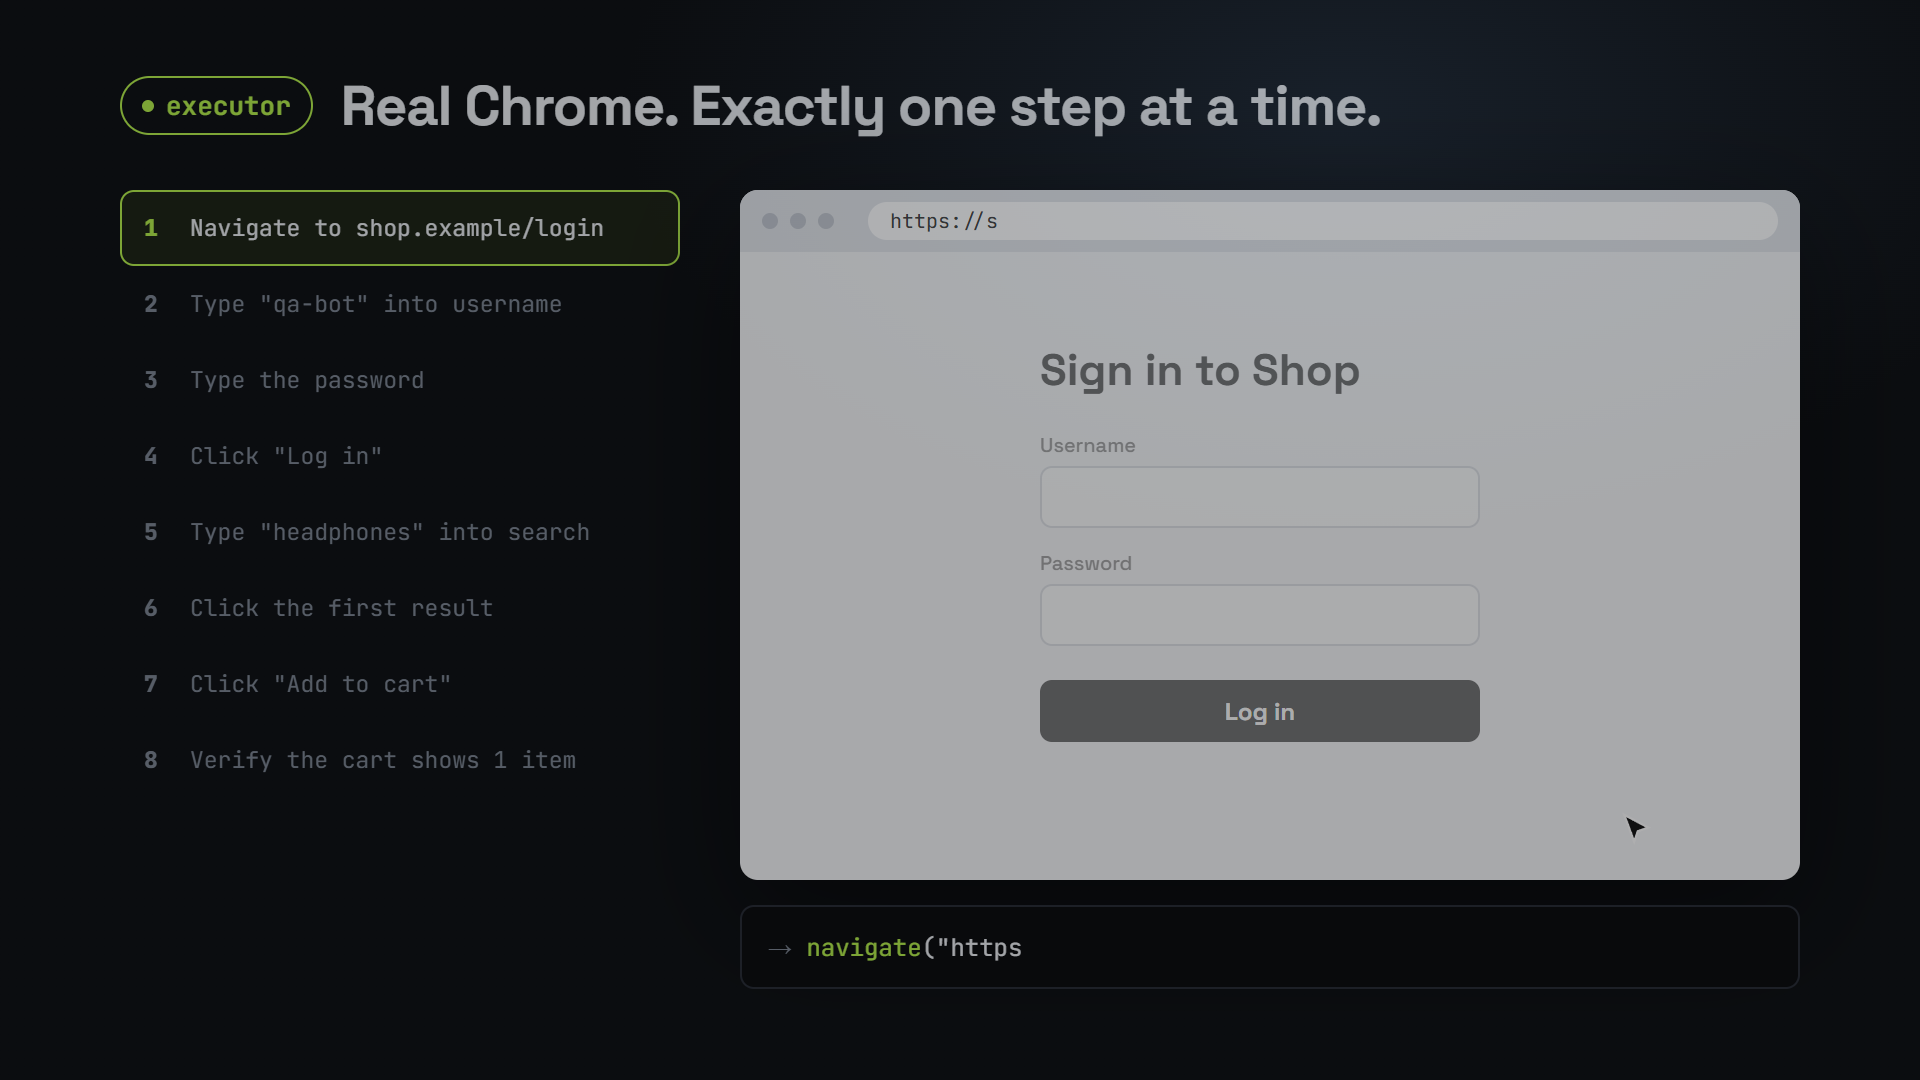 executor
Real Chrome. Exactly one step at a time.
1 Navigate to shop.example/login
2 Type "qa-bot" into username
3 Type the password
4 Click "Log in"
5 Type "headphones" into search
6 Click the first result
7 Click "Add to cart"
8 Verify the cart shows 1 item
https://s
Sign in to Shop
Username
Password
Log in
→ navigate("https